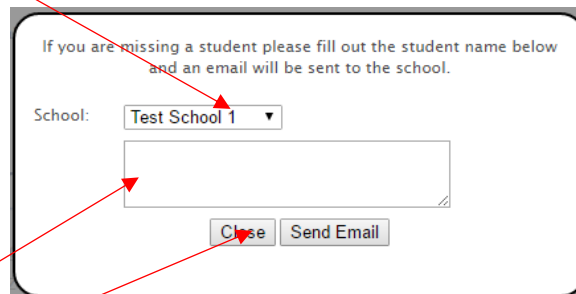 If you are missing a student please fill out the student name below
and an email will be sent to the school.
School: Test School 1
Close Send Email